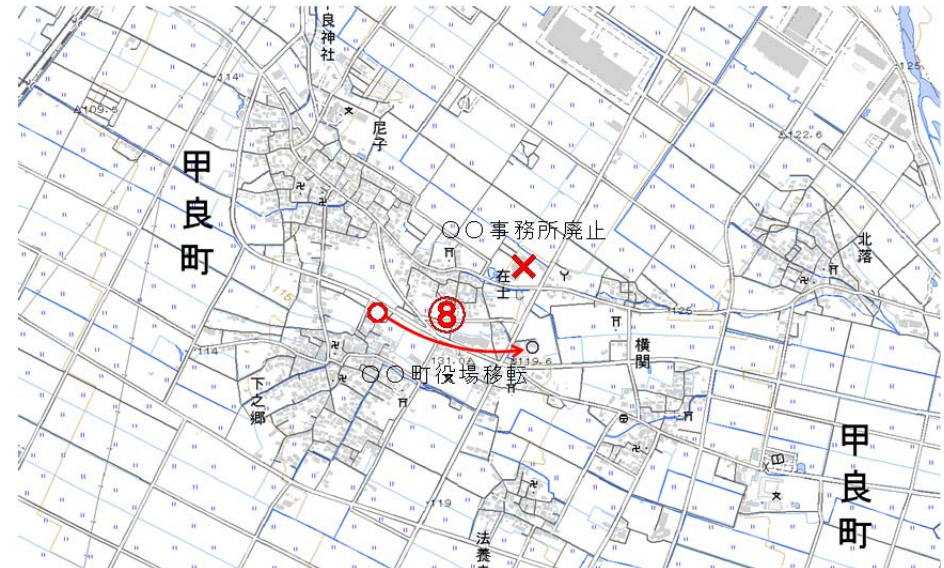 良神社
114
△109.5
尼子
125
△122.6
甲良町
○○事務所廃止
北落
在士
115
⑧
125
横関
114
131.0
119.6
○○町役場移転
下之郷
甲良町
119
法養